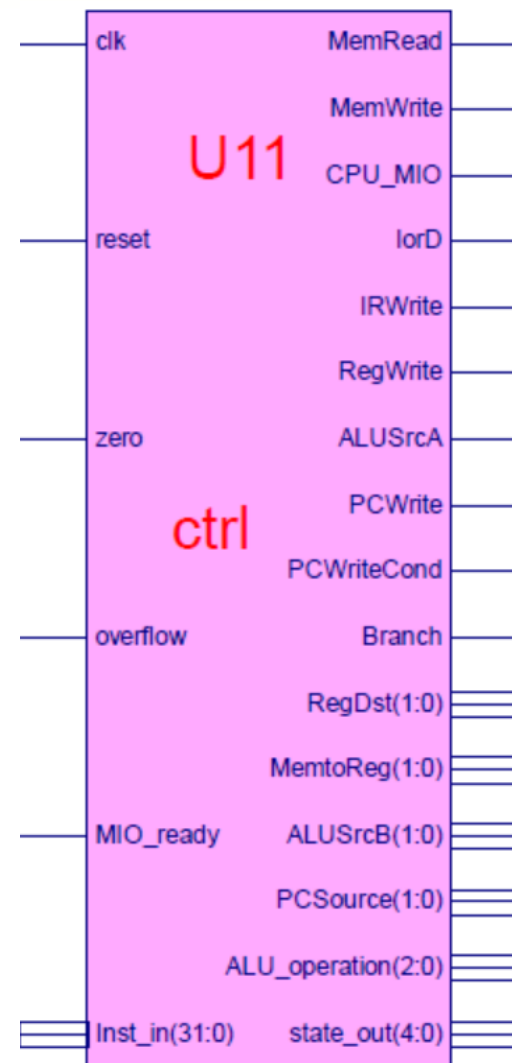 clk MemRead
MemWrite
U11
CPU_MIO
reset IorD
IRWrite
RegWrite
zero ALUSrcA
PCWrite
ctrl
PCWriteCond
overflow Branch
RegDst(1:0)
MemtoReg(1:0)
MIO_ready ALUSrcB(1:0)
PCSource(1:0)
ALU_operation(2:0)
Inst_in(31:0) state_out(4:0)